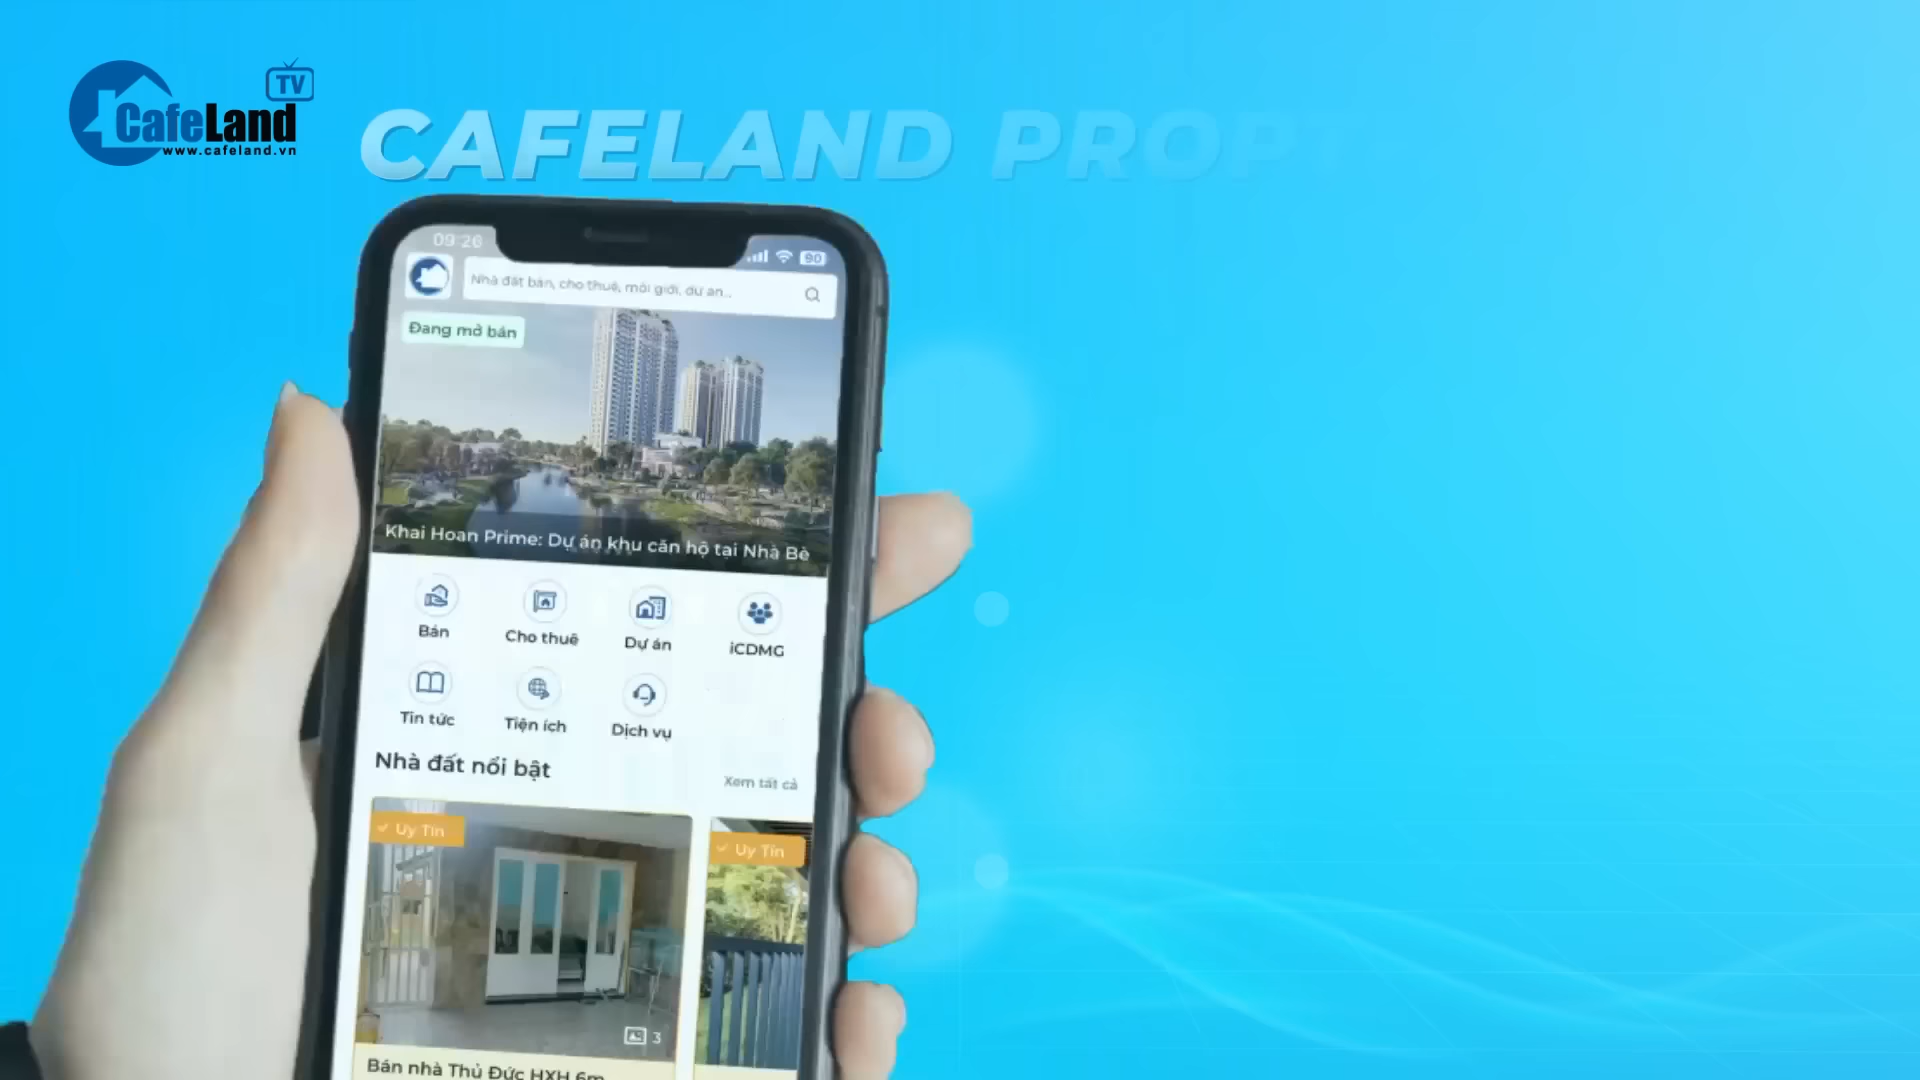 TV
CafeLand
www.cafeland.vn
CAFELAND PROPT
09:26
90
Nhà đất bán, cho thuê, môi giới, dự án...
Đang mở bán
Khai Hoan Prime: Dự án khu căn hộ tại Nhà Bè
Bán
Cho thuê
Dự án
iCDMG
Tin tức
Tiện ích
Dịch vụ
Nhà đất nổi bật
Xem tất cả
Uy Tín
Uy Tín
3
Bán nhà Thủ Đức HXH 6m